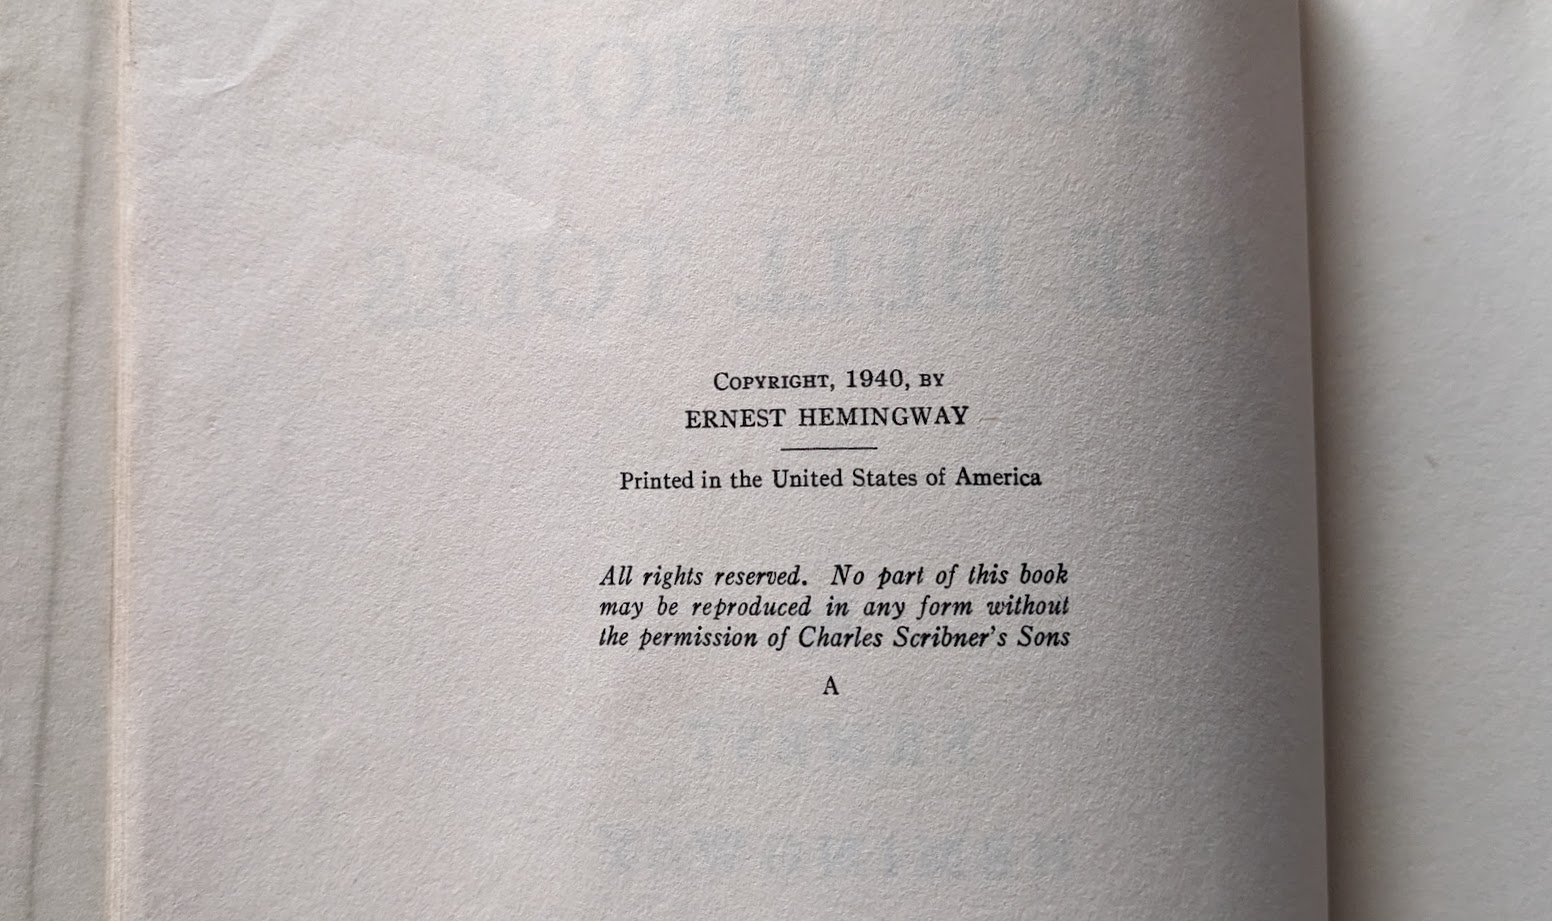 COPYRIGHT, 1940, BY
ERNEST HEMINGWAY
Printed in the United States of America
All rights reserved. No part of this book
may be reproduced in any form without
the permission of Charles Scribner's Sons
A